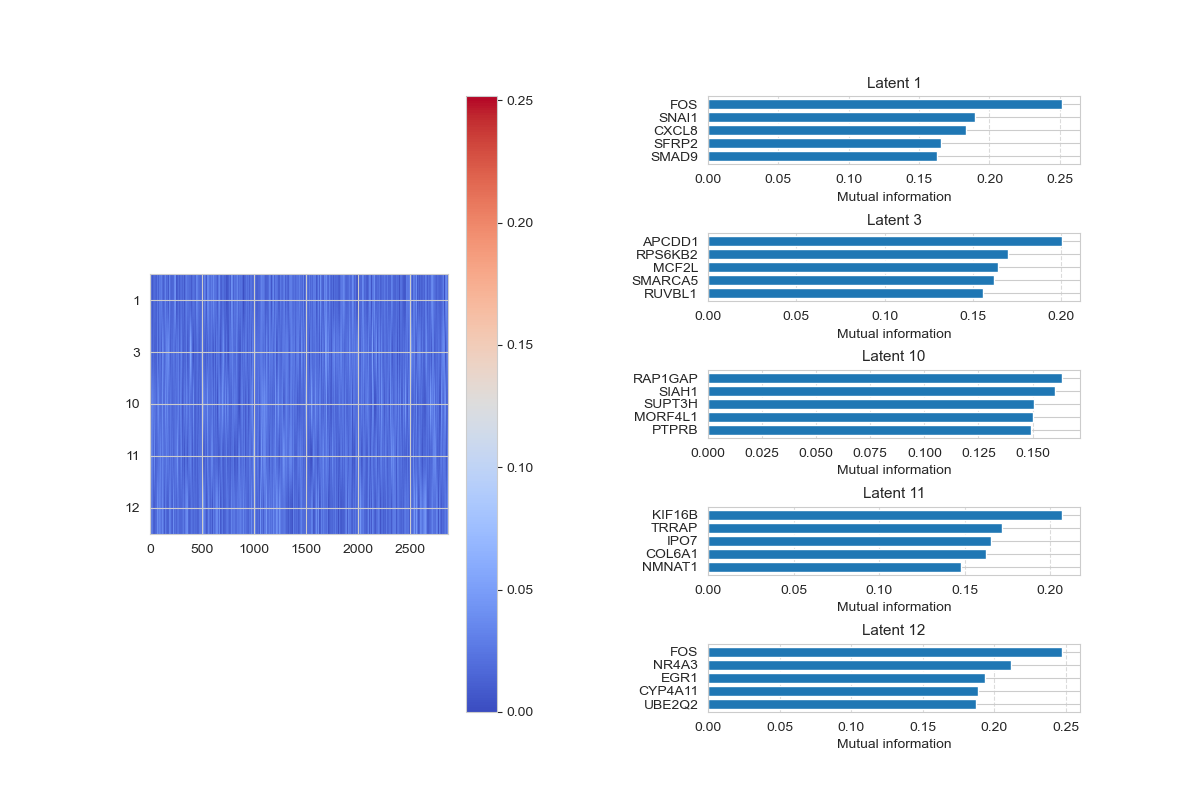 1
3
10
11
12
0 500 1000 1500 2000 2500
0.25
0.20
0.15
0.10
0.05
0.00
Latent 1
FOS
SNAI1
CXCL8
SFRP2
SMAD9
0.00 0.05 0.10 0.15 0.20 0.25
Mutual information
Latent 3
APCDD1
RPS6KB2
MCF2L
SMARCA5
RUVBL1
0.00 0.05 0.10 0.15 0.20
Mutual information
Latent 10
RAP1GAP
SIAH1
SUPT3H
MORF4L1
PTPRB
0.000 0.025 0.050 0.075 0.100 0.125 0.150
Mutual information
Latent 11
KIF16B
TRRAP
IPO7
COL6A1
NMNAT1
0.00 0.05 0.10 0.15 0.20
Mutual information
Latent 12
FOS
NR4A3
EGR1
CYP4A11
UBE2Q2
0.00 0.05 0.10 0.15 0.20 0.25
Mutual information